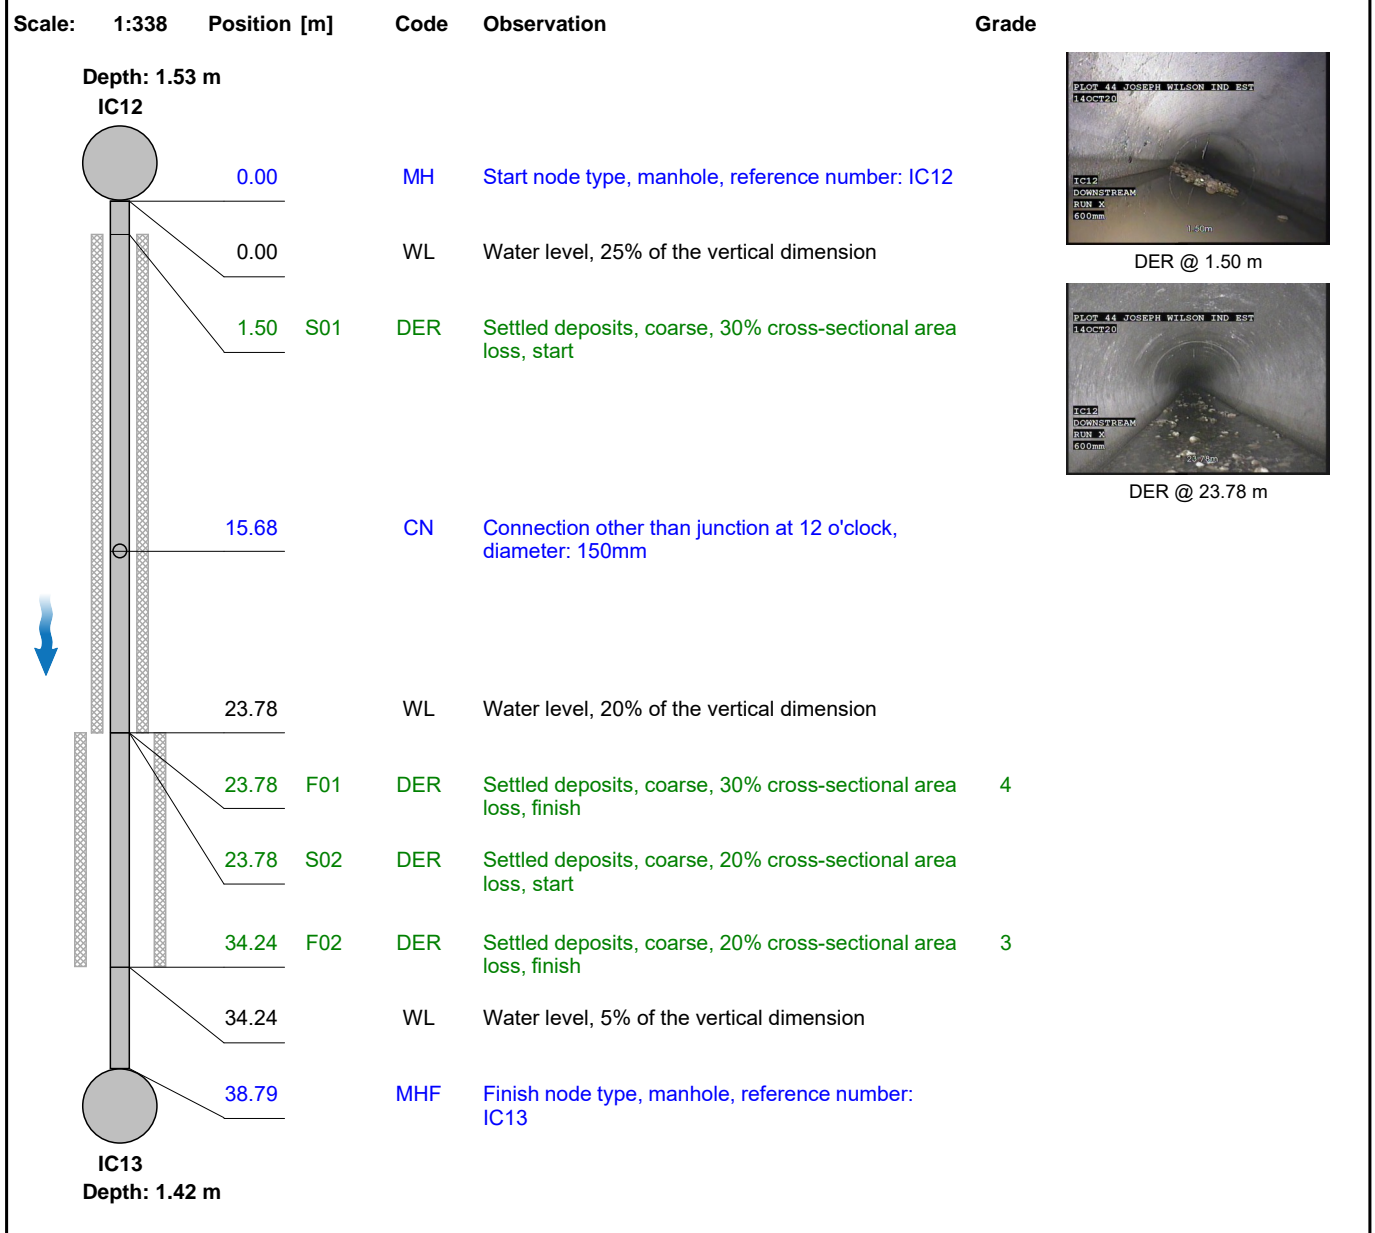 Scale: 1:338 Position [m] Code Observation Grade
Depth: 1.53 m
IC12
0.00 MH Start node type, manhole, reference number: IC12
0.00 WL Water level, 25% of the vertical dimension
1.50 S01 DER Settled deposits, coarse, 30% cross-sectional area
loss, start
15.68 CN Connection other than junction at 12 o'clock,
diameter: 150mm
23.78 WL Water level, 20% of the vertical dimension
23.78 F01 DER Settled deposits, coarse, 30% cross-sectional area 4
loss, finish
23.78 S02 DER Settled deposits, coarse, 20% cross-sectional area
loss, start
34.24 F02 DER Settled deposits, coarse, 20% cross-sectional area 3
loss, finish
34.24 WL Water level, 5% of the vertical dimension
38.79 MHF Finish node type, manhole, reference number:
IC13
IC13
Depth: 1.42 m
PLOT 44 JOSEPH WILSON IND EST
14OCT20
IC12
DOWNSTREAM
RUN X
600mm
1.50m
DER @ 1.50 m
PLOT 44 JOSEPH WILSON IND EST
14OCT20
IC12
DOWNSTREAM
RUN X
600mm
23.78m
DER @ 23.78 m